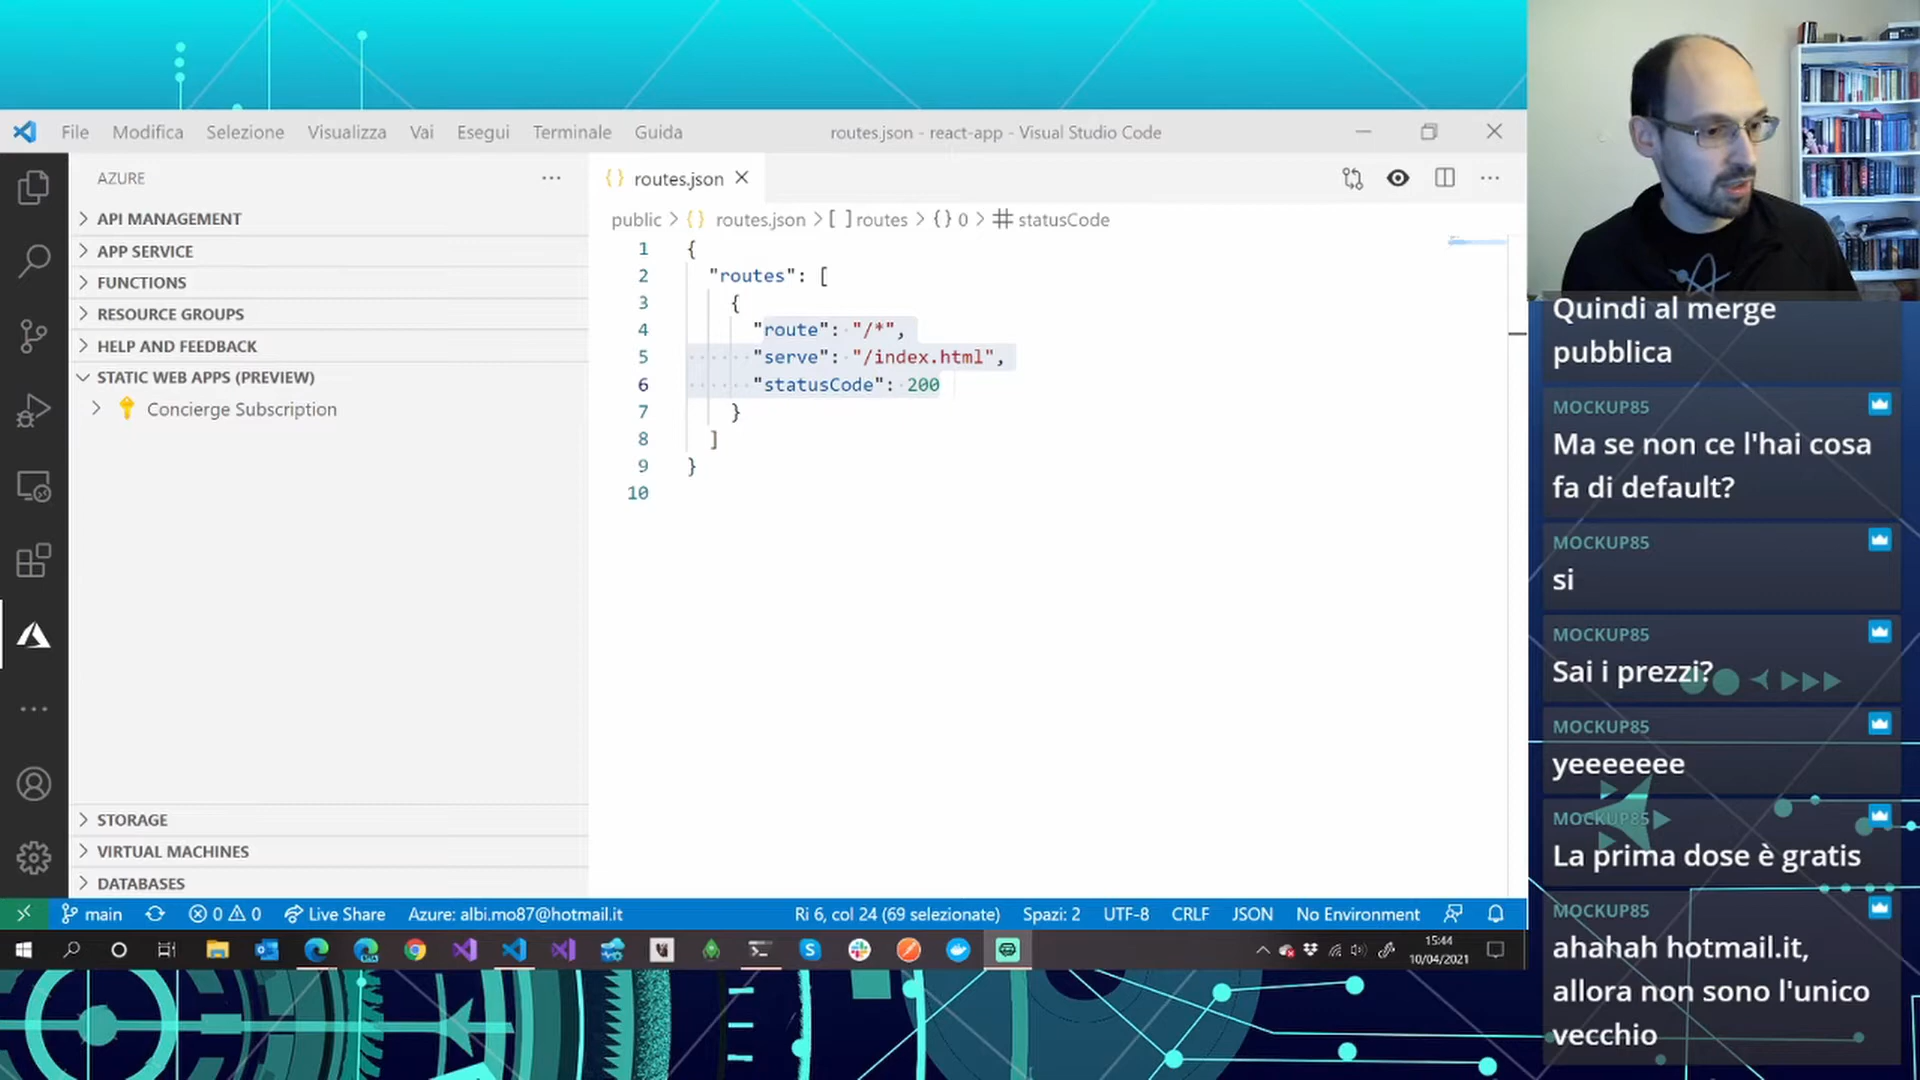 File Modifica Selezione Visualizza Vai Esegui Terminale Guida
routes.json - react-app - Visual Studio Code
AZURE
API MANAGEMENT
APP SERVICE
FUNCTIONS
RESOURCE GROUPS
HELP AND FEEDBACK
STATIC WEB APPS (PREVIEW)
Concierge Subscription
STORAGE
VIRTUAL MACHINES
DATABASES
{} routes.json
public > {} routes.json > [ ] routes > {} 0 > # statusCode
1 {
2 "routes": [
3 {
4 "route": "/*",
5 "serve": "/index.html",
6 "statusCode": 200
7 }
8 ]
9 }
10
main 0 0 Live Share Azure: albi.mo87@hotmail.it Ri 6, col 24 (69 selezionate) Spazi: 2 UTF-8 CRLF JSON No Environment
15:44
10/04/2021
Quindi al merge
pubblica
MOCKUP85
Ma se non ce l'hai cosa
fa di default?
MOCKUP85
si
MOCKUP85
Sai i prezzi?
MOCKUP85
yeeeeeee
MOCKUP85
La prima dose è gratis
MOCKUP85
ahahah hotmail.it,
allora non sono l'unico
vecchio